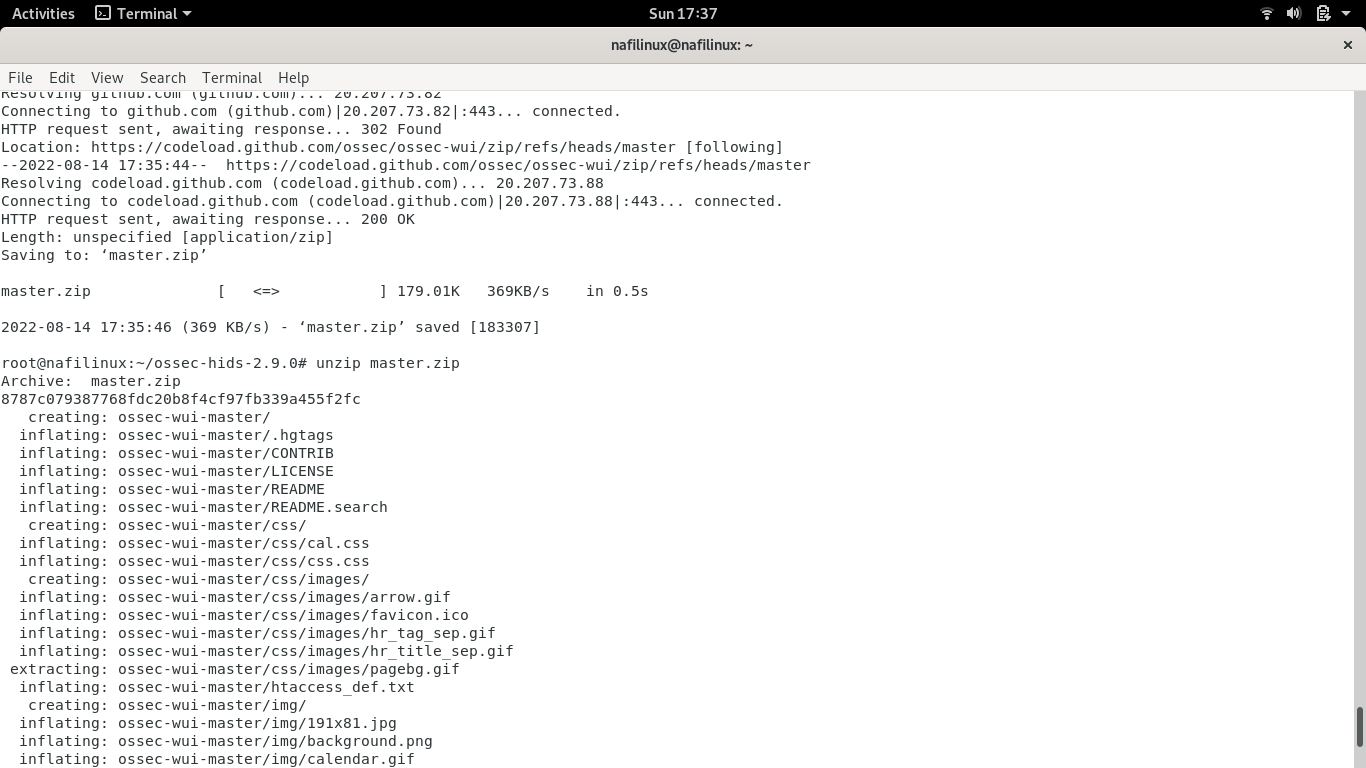 Activities Terminal Sun 17:37
nafilinux@nafilinux: ~ ×
File Edit View Search Terminal Help
Resolving github.com (github.com)... 20.207.73.82
Connecting to github.com (github.com)|20.207.73.82|:443... connected.
HTTP request sent, awaiting response... 302 Found
Location: https://codeload.github.com/ossec/ossec-wui/zip/refs/heads/master [following]
--2022-08-14 17:35:44--  https://codeload.github.com/ossec/ossec-wui/zip/refs/heads/master
Resolving codeload.github.com (codeload.github.com)... 20.207.73.88
Connecting to codeload.github.com (codeload.github.com)|20.207.73.88|:443... connected.
HTTP request sent, awaiting response... 200 OK
Length: unspecified [application/zip]
Saving to: ‘master.zip’
master.zip              [   <=>           ] 179.01K   369KB/s    in 0.5s
2022-08-14 17:35:46 (369 KB/s) - ‘master.zip’ saved [183307]
root@nafilinux:~/ossec-hids-2.9.0# unzip master.zip
Archive:  master.zip
8787c079387768fdc20b8f4cf97fb339a455f2fc
   creating: ossec-wui-master/
  inflating: ossec-wui-master/.hgtags
  inflating: ossec-wui-master/CONTRIB
  inflating: ossec-wui-master/LICENSE
  inflating: ossec-wui-master/README
  inflating: ossec-wui-master/README.search
   creating: ossec-wui-master/css/
  inflating: ossec-wui-master/css/cal.css
  inflating: ossec-wui-master/css/css.css
   creating: ossec-wui-master/css/images/
  inflating: ossec-wui-master/css/images/arrow.gif
  inflating: ossec-wui-master/css/images/favicon.ico
  inflating: ossec-wui-master/css/images/hr_tag_sep.gif
  inflating: ossec-wui-master/css/images/hr_title_sep.gif
 extracting: ossec-wui-master/css/images/pagebg.gif
  inflating: ossec-wui-master/htaccess_def.txt
   creating: ossec-wui-master/img/
  inflating: ossec-wui-master/img/191x81.jpg
  inflating: ossec-wui-master/img/background.png
  inflating: ossec-wui-master/img/calendar.gif